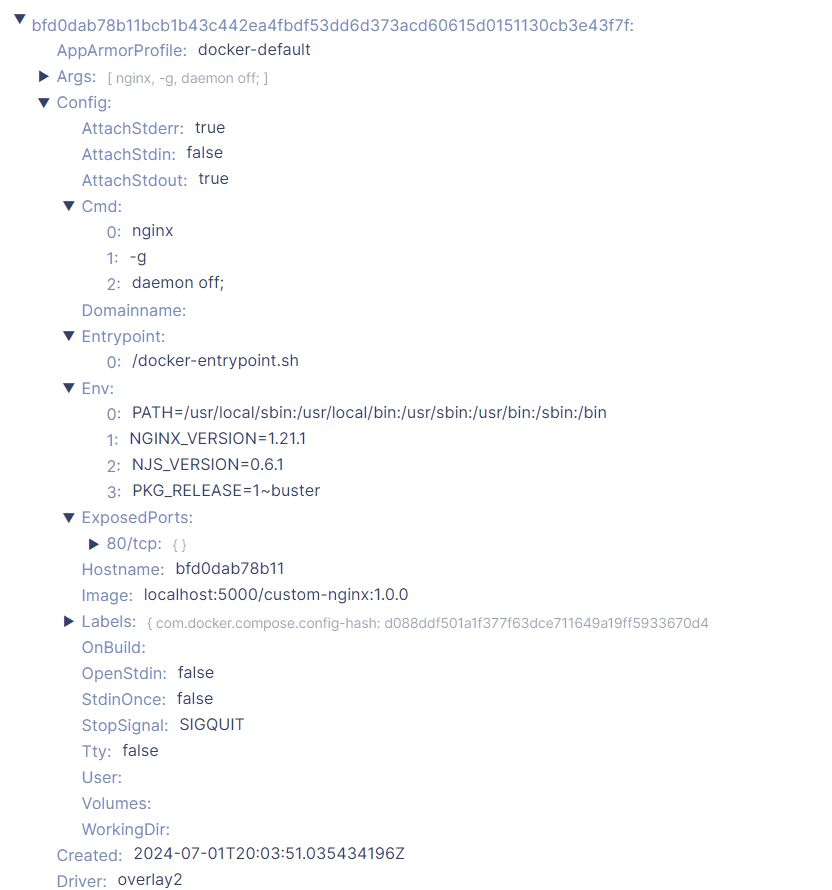 bfd0dab78b11bcb1b43c442ea4fbdf53dd6d373acd60615d0151130cb3e43f7f:
AppArmorProfile: docker-default
Args: [ nginx, -g, daemon off; ]
Config:
AttachStderr: true
AttachStdin: false
AttachStdout: true
Cmd:
0: nginx
1: -g
2: daemon off;
Domainname:
Entrypoint:
0: /docker-entrypoint.sh
Env:
0: PATH=/usr/local/sbin:/usr/local/bin:/usr/sbin:/usr/bin:/sbin:/bin
1: NGINX_VERSION=1.21.1
2: NJS_VERSION=0.6.1
3: PKG_RELEASE=1~buster
ExposedPorts:
80/tcp: { }
Hostname: bfd0dab78b11
Image: localhost:5000/custom-nginx:1.0.0
Labels: { com.docker.compose.config-hash: d088ddf501a1f377f63dce711649a19ff5933670d4
OnBuild:
OpenStdin: false
StdinOnce: false
StopSignal: SIGQUIT
Tty: false
User:
Volumes:
WorkingDir:
Created: 2024-07-01T20:03:51.035434196Z
Driver: overlay2